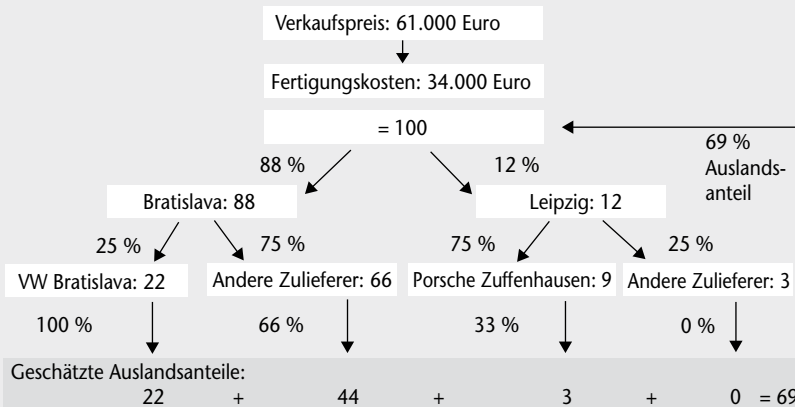 Verkaufspreis: 61.000 Euro
Fertigungskosten: 34.000 Euro
= 100
69 %
Auslands-
anteil
88 %
12 %
Bratislava: 88
Leipzig: 12
25 %
75 %
75 %
25 %
VW Bratislava: 22
Andere Zulieferer: 66
Porsche Zuffenhausen: 9
Andere Zulieferer: 3
100 %
66 %
33 %
0 %
Geschätzte Auslandsanteile:
22 + 44 + 3 + 0 = 69